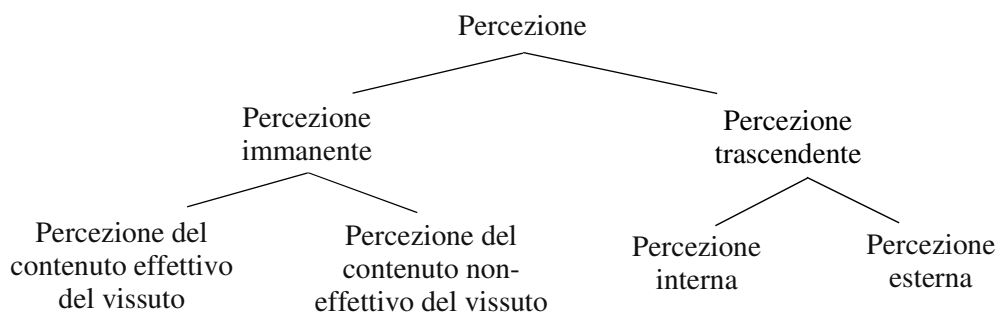 Percezione
Percezione
immanente
Percezione
trascendente
Percezione del
contenuto effettivo
del vissuto
Percezione del
contenuto non-
effettivo del vissuto
Percezione
interna
Percezione
esterna